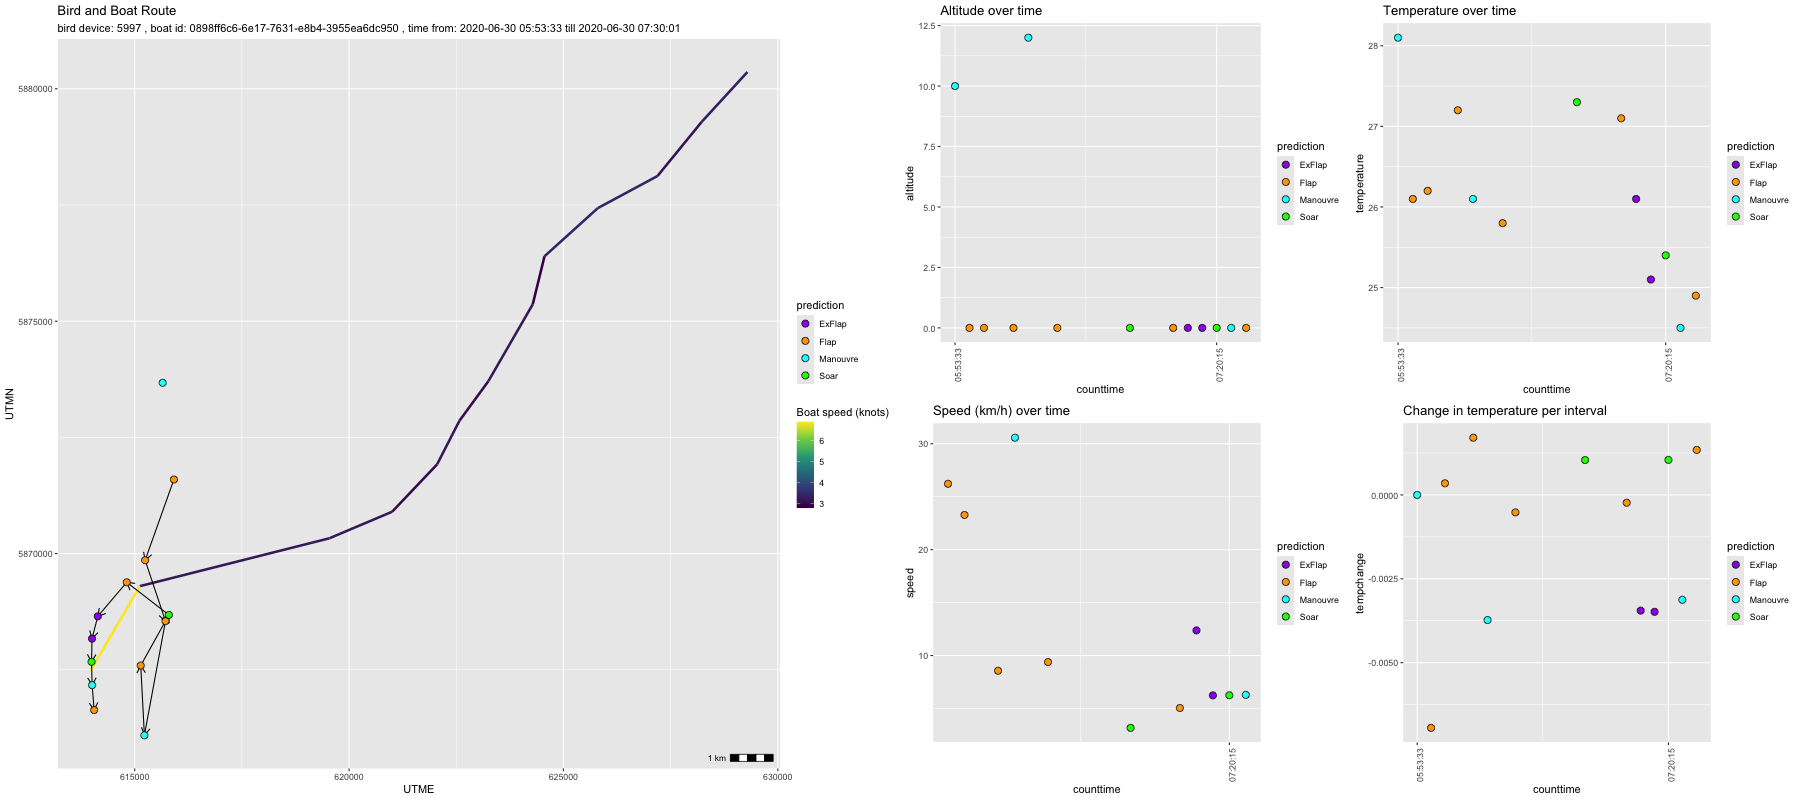 Bird and Boat Route
bird device: 5997 , boat id: 0898ff6c6-6e17-7631-e8b4-3955ea6dc950 , time from: 2020-06-30 05:53:33 till 2020-06-30 07:30:01
5880000
5875000
5870000
UTMN
615000
620000
625000
630000
UTME
1 km
prediction
ExFlap
Flap
Manouvre
Soar
Boat speed (knots)
6
5
4
3
Altitude over time
12.5
10.0
7.5
5.0
2.5
0.0
altitude
05:53:33
07:20:15
counttime
prediction
ExFlap
Flap
Manouvre
Soar
Temperature over time
28
27
26
25
temperature
05:53:33
07:20:15
counttime
prediction
ExFlap
Flap
Manouvre
Soar
Speed (km/h) over time
30
20
10
speed
07:20:15
counttime
prediction
ExFlap
Flap
Manouvre
Soar
Change in temperature per interval
0.0000
-0.0025
-0.0050
tempchange
05:53:33
07:20:15
counttime
prediction
ExFlap
Flap
Manouvre
Soar